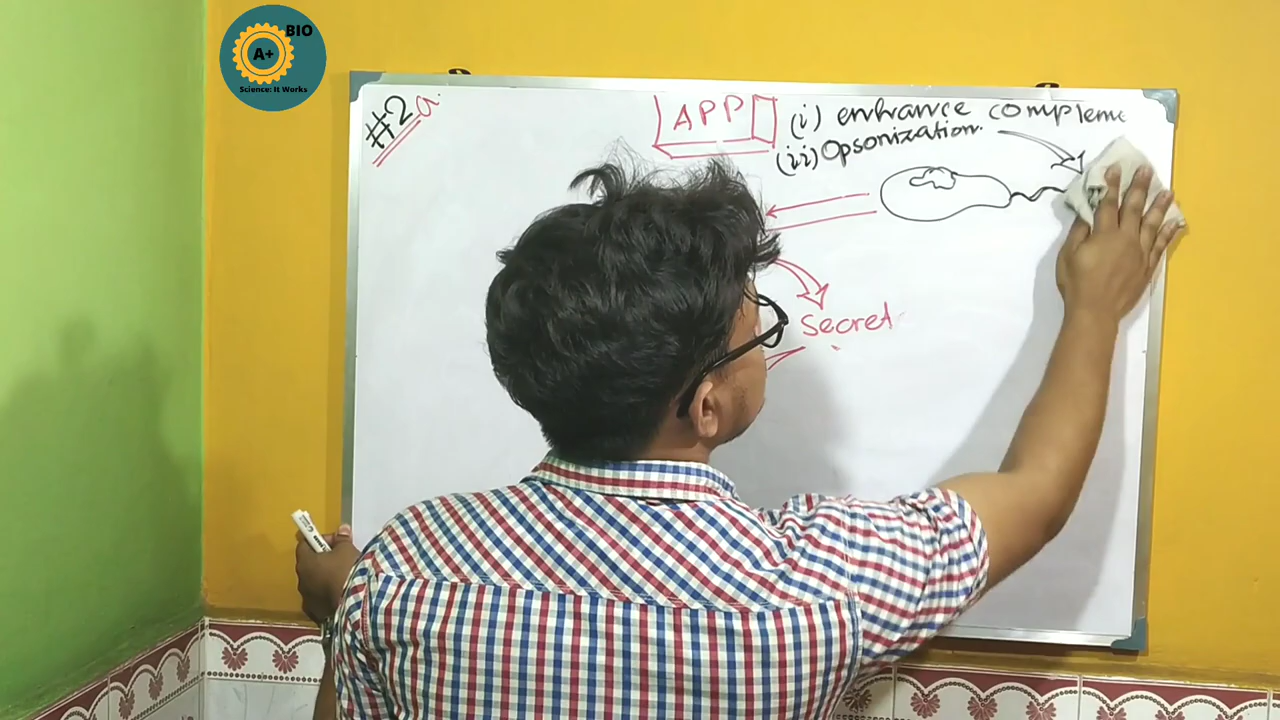 BIO
A+
Science: It Works
#2a
APP
(i) enhance compleme
(ii) Opsonization.
Secret